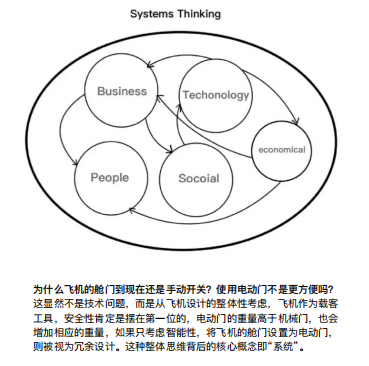 Systems Thinking
Business
Techonology
economical
People
Socoial
为什么飞机的舱门到现在还是手动开关？使用电动门不是更方便吗？
这显然不是技术问题，而是从飞机设计的整体性考虑，飞机作为载客
工具，安全性肯定是摆在第一位的，电动门的重量高于机械门，也会
增加相应的重量，如果只考虑智能性，将飞机的舱门设置为电动门，
则被视为冗余设计。这种整体思维背后的核心概念即“系统”。